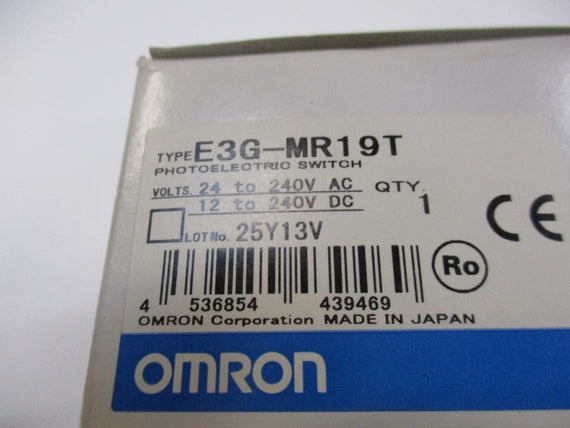 TYPE E3G-MR19T
PHOTOELECTRIC SWITCH
VOLTS. 24 to 240V AC QTY.
12 to 240V DC 1
LOT No. 25Y13V
CE
Ro
4 536854 439469
OMRON Corporation MADE IN JAPAN
OMRON